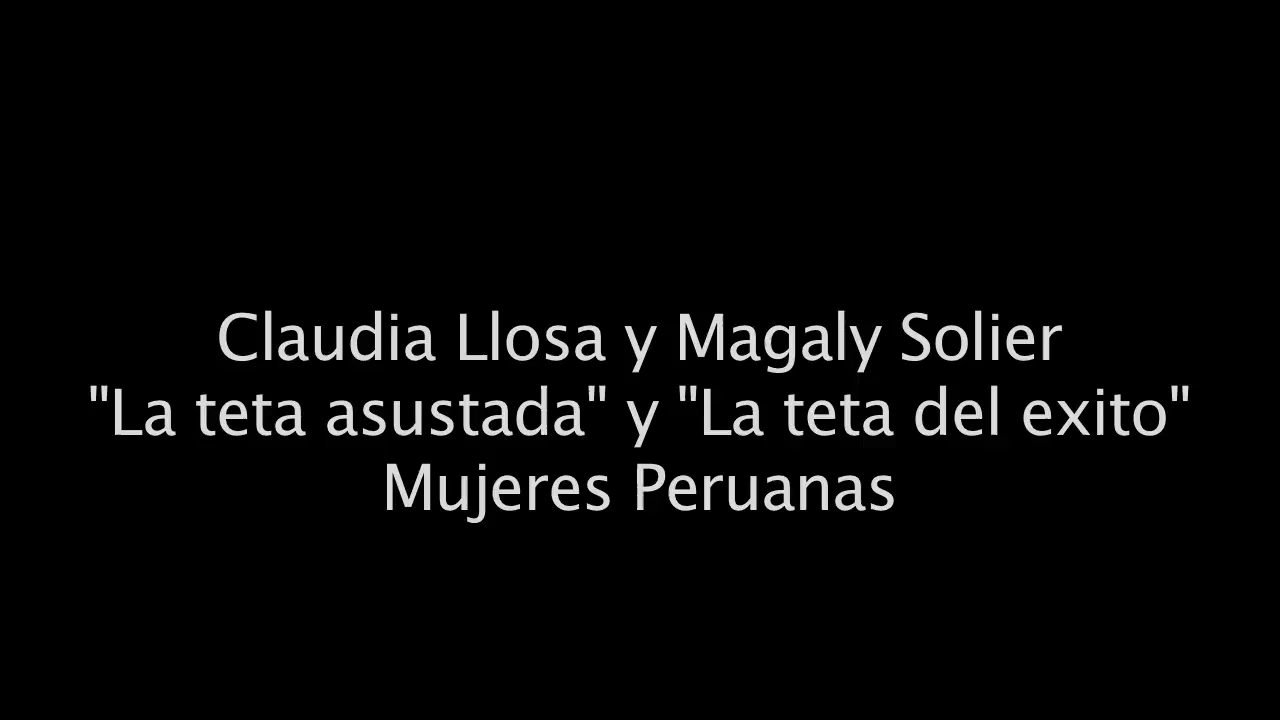 Claudia Llosa y Magaly Solier
"La teta asustada" y "La teta del exito"
Mujeres Peruanas